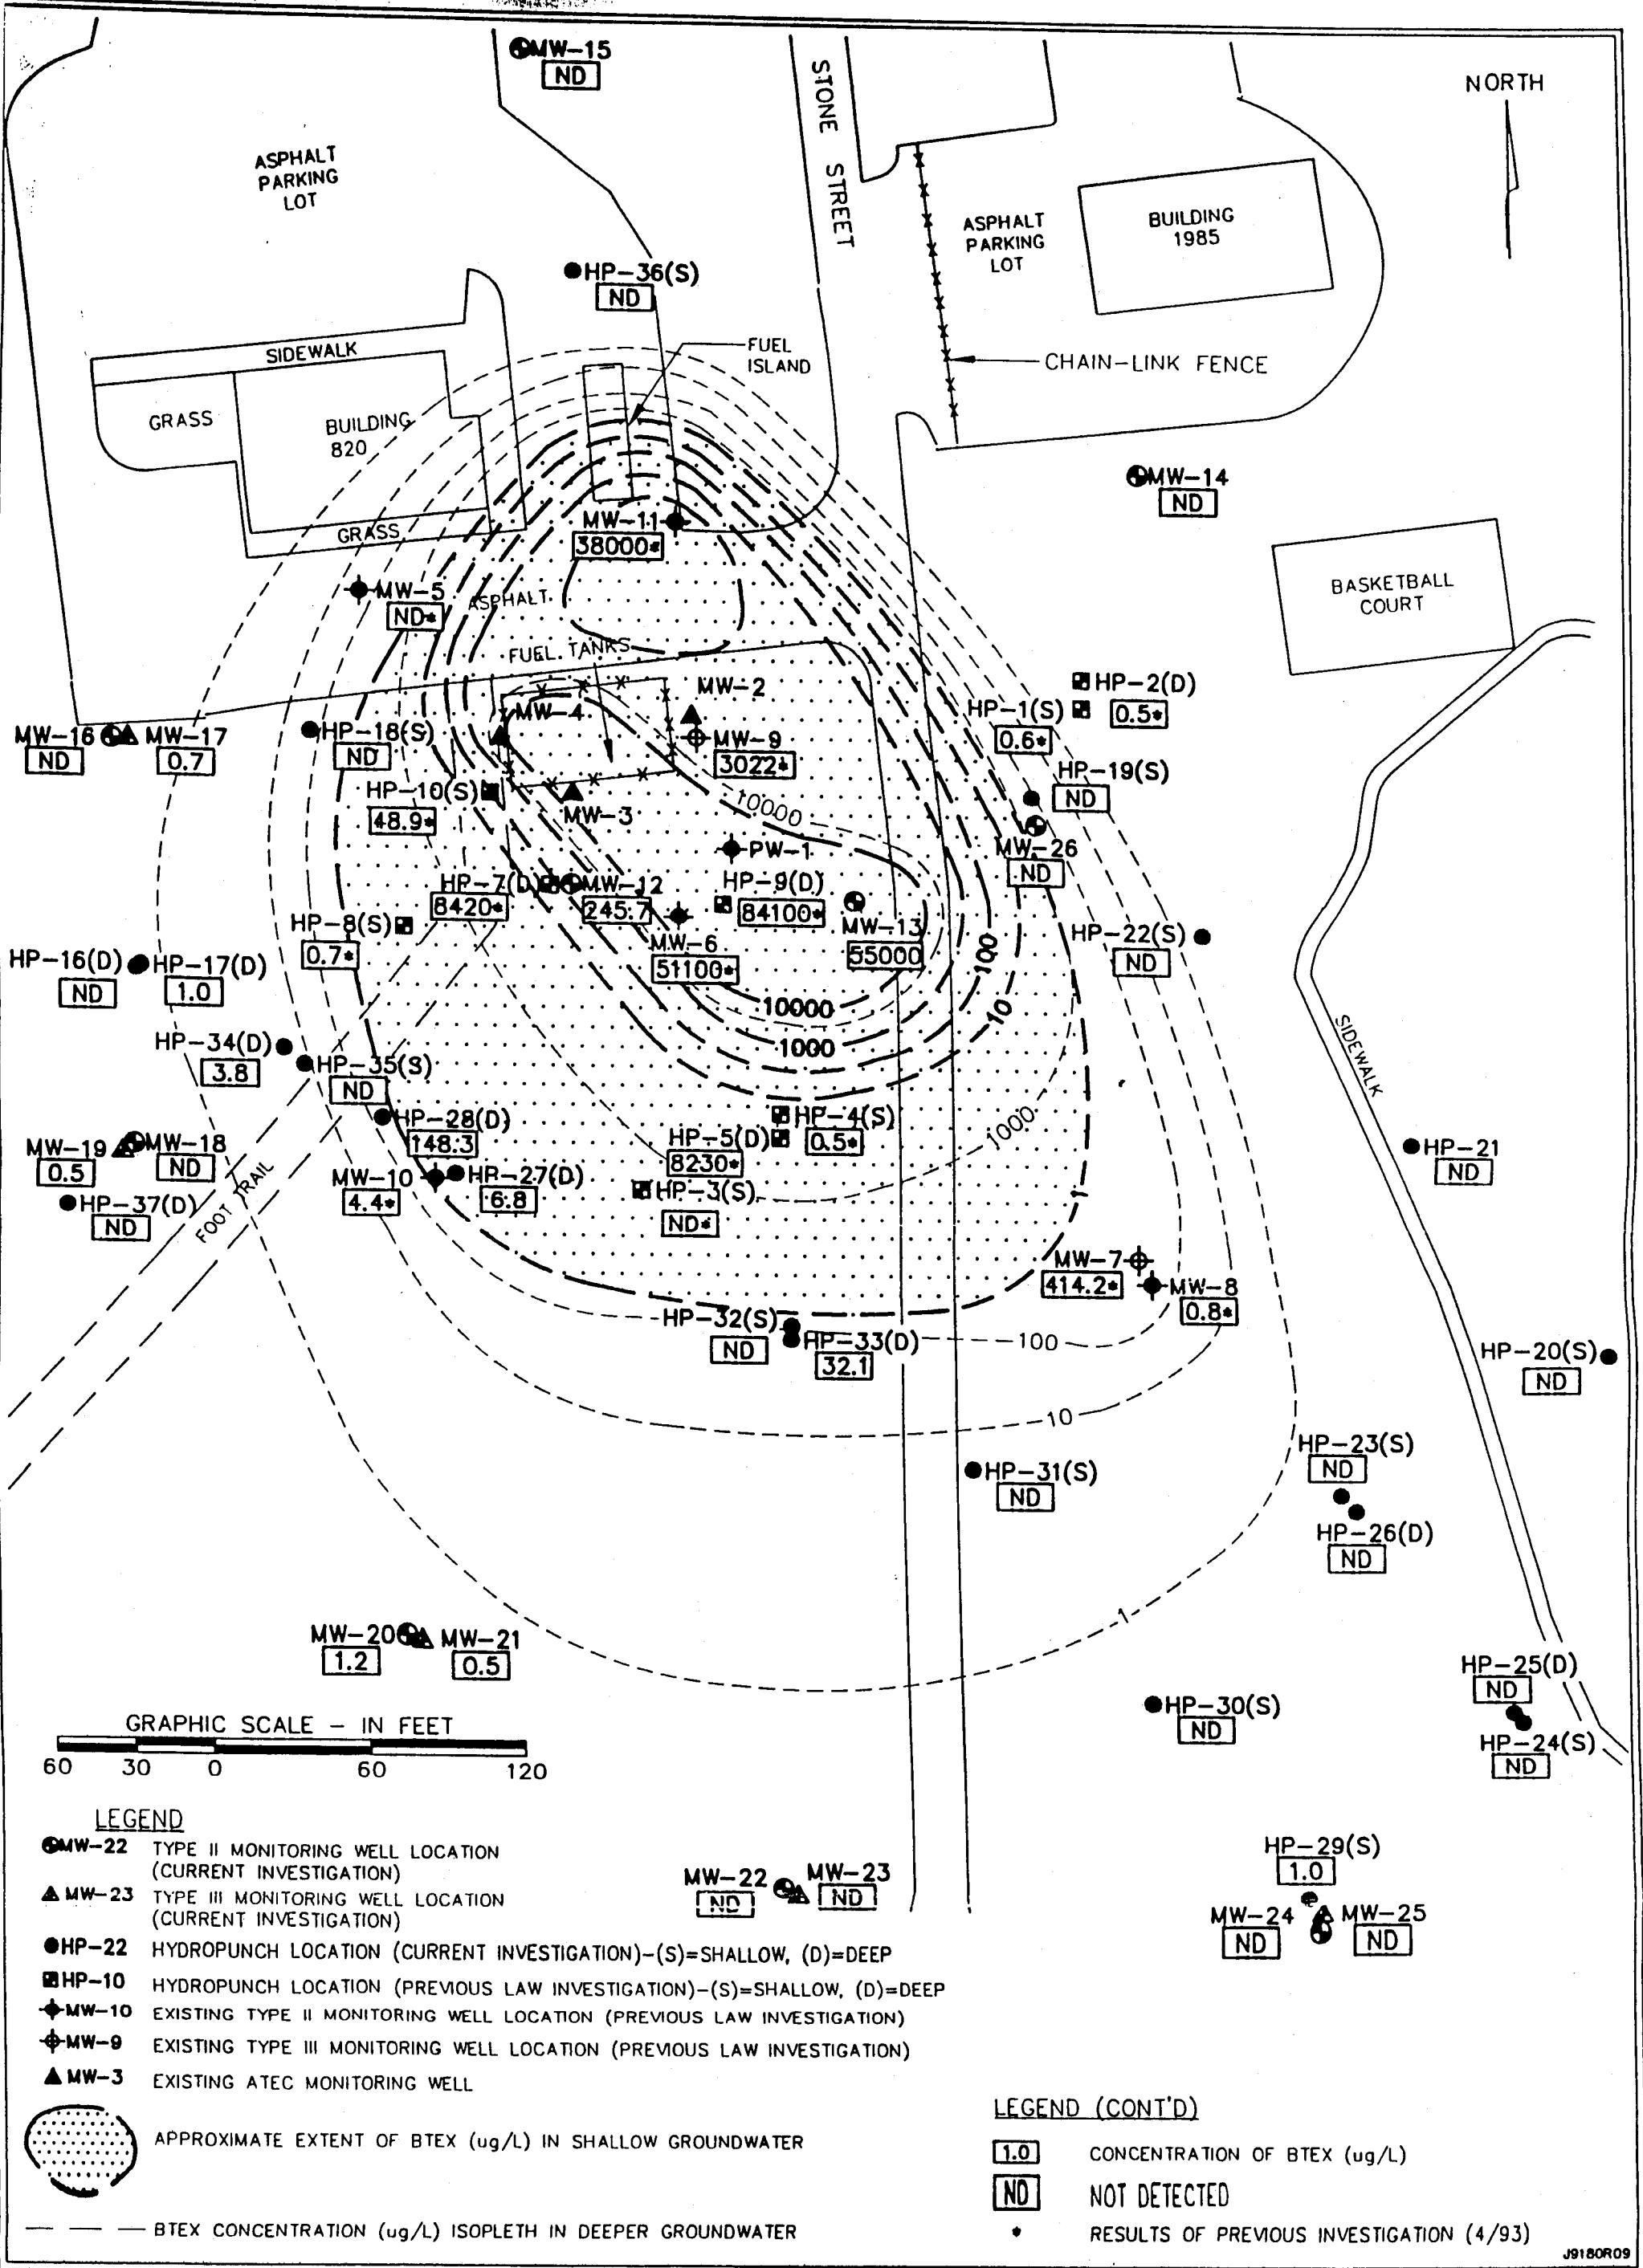 MW-15
ND
STONE STREET
NORTH
ASPHALT
PARKING
LOT
ASPHALT
PARKING
LOT
BUILDING
1985
HP-36(S)
ND
FUEL
ISLAND
CHAIN-LINK FENCE
SIDEWALK
GRASS
BUILDING
820
GRASS
MW-14
ND
MW-11
38000*
BASKETBALL
COURT
MW-5
ND*
ASPHALT
FUEL TANKS
MW-2
HP-2(D)
0.5*
HP-1(S)
0.6*
MW-4
MW-16
ND
MW-17
0.7
HP-18(S)
ND
MW-9
3022*
HP-19(S)
ND
HP-10(S)
48.9*
MW-3
10000
MW-26
ND
PW-1
HP-7(D)
8420*
MW-12
245.7
HP-9(D)
84100*
MW-13
55000
HP-8(S)
0.7*
MW-6
51100*
HP-22(S)
ND
100
HP-16(D)
ND
HP-17(D)
1.0
10000
10
1000
SIDEWALK
HP-34(D)
3.8
HP-35(S)
ND
HP-28(D)
148.3
HP-4(S)
0.5*
HP-5(D)
8230*
1000
MW-19
0.5
MW-18
ND
HP-21
ND
MW-10
4.4*
HP-27(D)
6.8
HP-3(S)
ND*
HP-37(D)
ND
FOOT TRAIL
MW-7
414.2*
MW-8
0.8*
HP-32(S)
ND
HP-33(D)
32.1
100
HP-20(S)
ND
10
HP-31(S)
ND
HP-23(S)
ND
HP-26(D)
ND
1
MW-20
1.2
MW-21
0.5
HP-25(D)
ND
HP-24(S)
ND
HP-30(S)
ND
GRAPHIC SCALE - IN FEET
60 30 0 60 120
HP-29(S)
1.0
MW-24
ND
MW-25
ND
MW-22
ND
MW-23
ND
LEGEND
MW-22 TYPE II MONITORING WELL LOCATION
(CURRENT INVESTIGATION)
MW-23 TYPE III MONITORING WELL LOCATION
(CURRENT INVESTIGATION)
HP-22 HYDROPUNCH LOCATION (CURRENT INVESTIGATION)-(S)=SHALLOW, (D)=DEEP
HP-10 HYDROPUNCH LOCATION (PREVIOUS LAW INVESTIGATION)-(S)=SHALLOW, (D)=DEEP
MW-10 EXISTING TYPE II MONITORING WELL LOCATION (PREVIOUS LAW INVESTIGATION)
MW-9 EXISTING TYPE III MONITORING WELL LOCATION (PREVIOUS LAW INVESTIGATION)
MW-3 EXISTING ATEC MONITORING WELL
APPROXIMATE EXTENT OF BTEX (ug/L) IN SHALLOW GROUNDWATER
BTEX CONCENTRATION (ug/L) ISOPLETH IN DEEPER GROUNDWATER
LEGEND (CONT'D)
1.0 CONCENTRATION OF BTEX (ug/L)
ND NOT DETECTED
* RESULTS OF PREVIOUS INVESTIGATION (4/93)
J9180R09